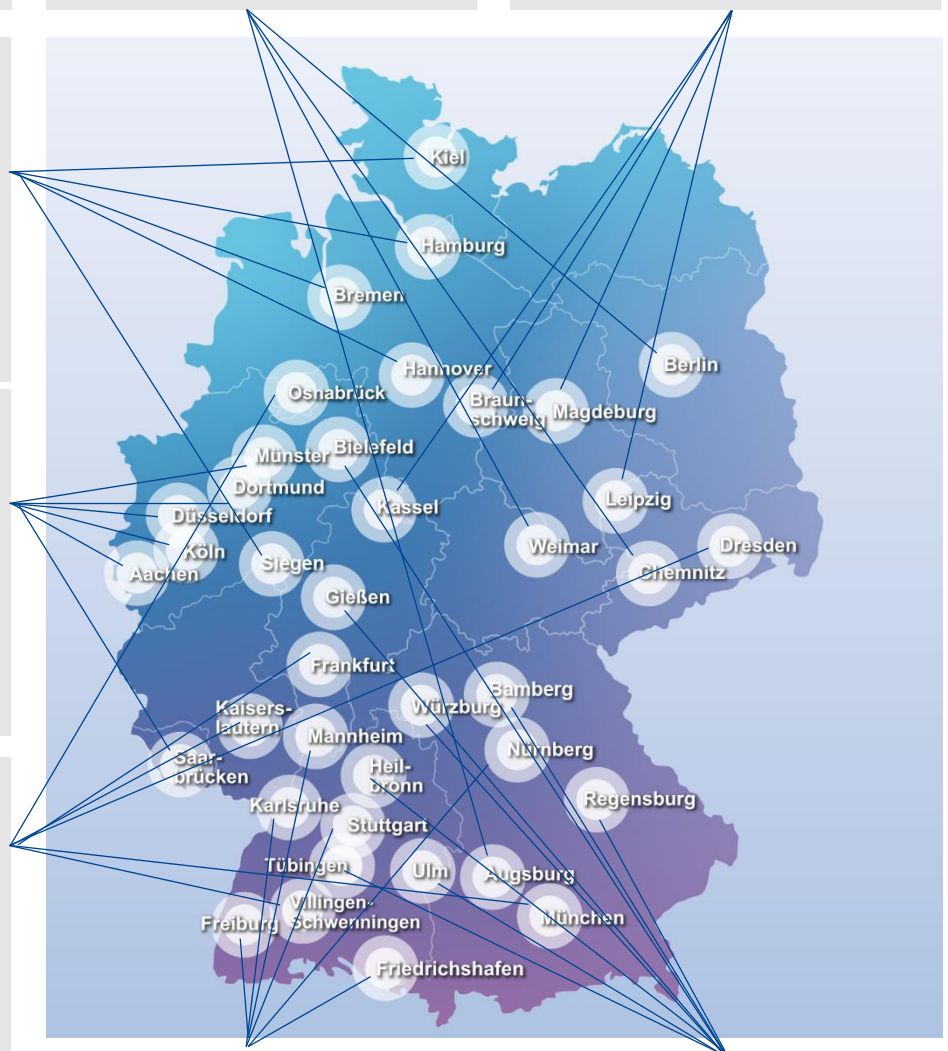 Kiel
Hamburg
Bremen
Hannover
Berlin
Osnabrück
Braun-
schweig
Magdeburg
Bielefeld
Münster
Dortmund
Leipzig
Kassel
Düsseldorf
Weimar
Dresden
Köln
Siegen
Aachen
Chemnitz
Gießen
Frankfurt
Bamberg
Würzburg
Kaisers-
lautern
Mannheim
Nürnberg
Saar-
brücken
Heil-
bronn
Regensburg
Karlsruhe
Stuttgart
Tübingen
Ulm
Augsburg
Villingen-
Schwenningen
München
Freiburg
Friedrichshafen